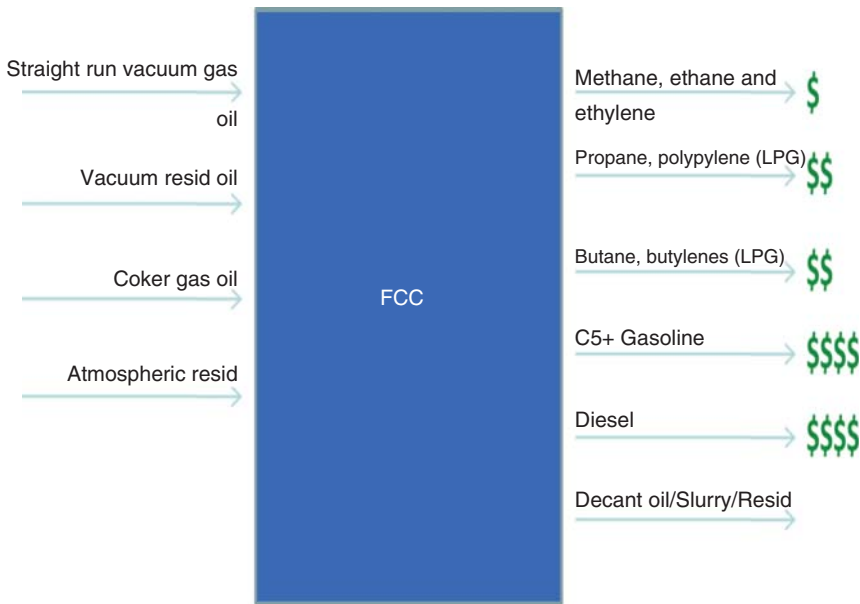 Straight run vacuum gas
oil
Vacuum resid oil
Coker gas oil
Atmospheric resid
FCC
Methane, ethane and
ethylene
$
Propane, polypylene (LPG)
$$
Butane, butylenes (LPG)
$$
C5+ Gasoline
$$$$
Diesel
$$$$
Decant oil/Slurry/Resid